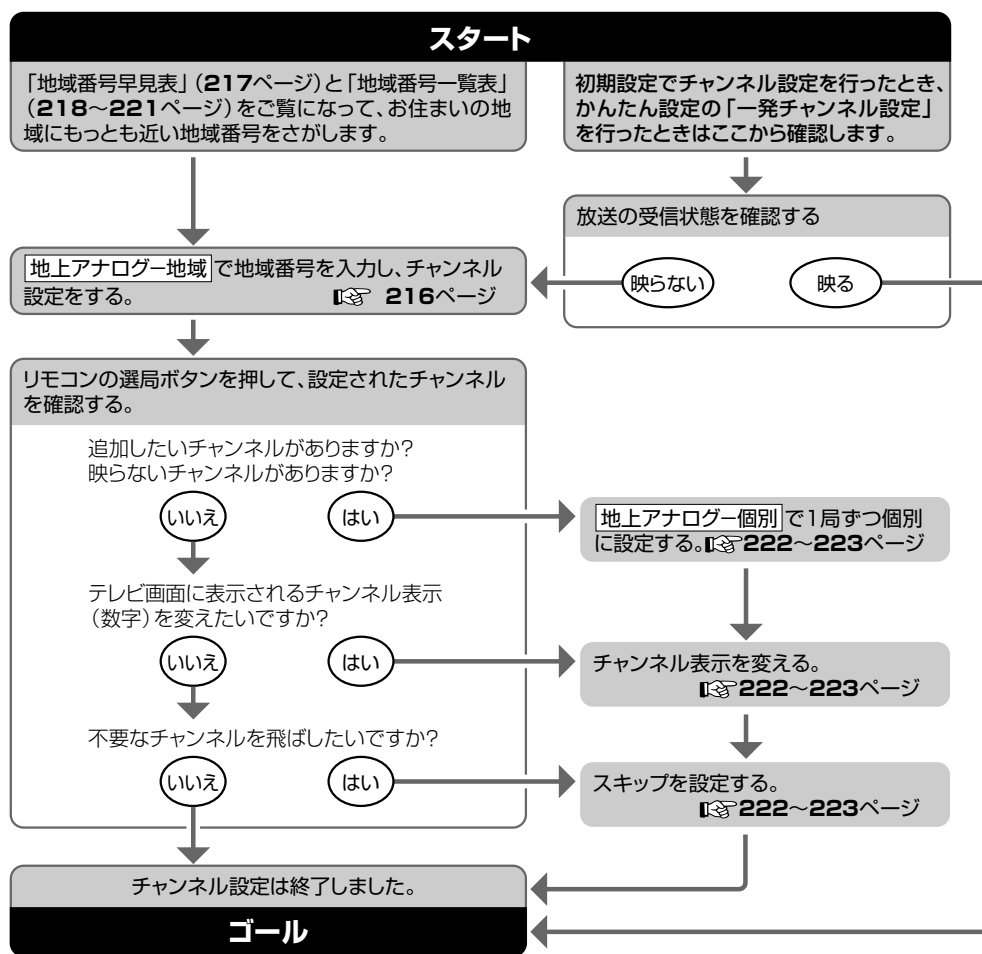 スタート
「地域番号早見表」（217ページ）と「地域番号一覧表」
（218～221ページ）をご覧になって、お住まいの地
域にもっとも近い地域番号をさがします。
初期設定でチャンネル設定を行ったとき、
かんたん設定の「一発チャンネル設定」
を行ったときはここから確認します。
放送の受信状態を確認する
映らない
映る
地上アナログー地域で地域番号を入力し、チャンネル
設定をする。 216ページ
リモコンの選局ボタンを押して、設定されたチャンネル
を確認する。
追加したいチャンネルがありますか？
映らないチャンネルがありますか？
いいえ
はい
地上アナログー個別で1局ずつ個別
に設定する。222～223ページ
テレビ画面に表示されるチャンネル表示
（数字）を変えたいですか？
いいえ
はい
チャンネル表示を変える。
222～223ページ
不要なチャンネルを飛ばしたいですか？
いいえ
はい
スキップを設定する。
222～223ページ
チャンネル設定は終了しました。
ゴール